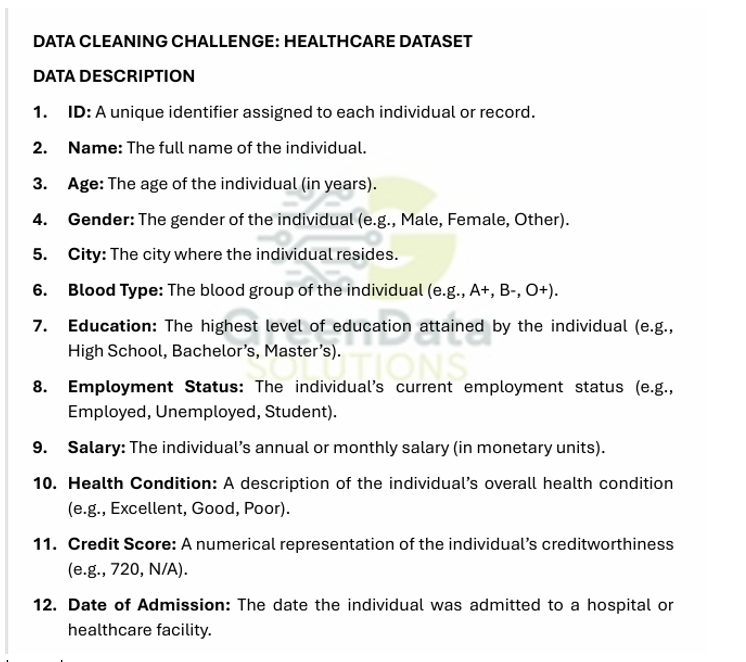 DATA CLEANING CHALLENGE: HEALTHCARE DATASET
DATA DESCRIPTION
1. ID: A unique identifier assigned to each individual or record.
2. Name: The full name of the individual.
3. Age: The age of the individual (in years).
4. Gender: The gender of the individual (e.g., Male, Female, Other).
5. City: The city where the individual resides.
6. Blood Type: The blood group of the individual (e.g., A+, B-, O+).
7. Education: The highest level of education attained by the individual (e.g.,
High School, Bachelor’s, Master’s).
GreenData
SOLUTIONS
8. Employment Status: The individual’s current employment status (e.g.,
Employed, Unemployed, Student).
9. Salary: The individual’s annual or monthly salary (in monetary units).
10. Health Condition: A description of the individual’s overall health condition
(e.g., Excellent, Good, Poor).
11. Credit Score: A numerical representation of the individual’s creditworthiness
(e.g., 720, N/A).
12. Date of Admission: The date the individual was admitted to a hospital or
healthcare facility.